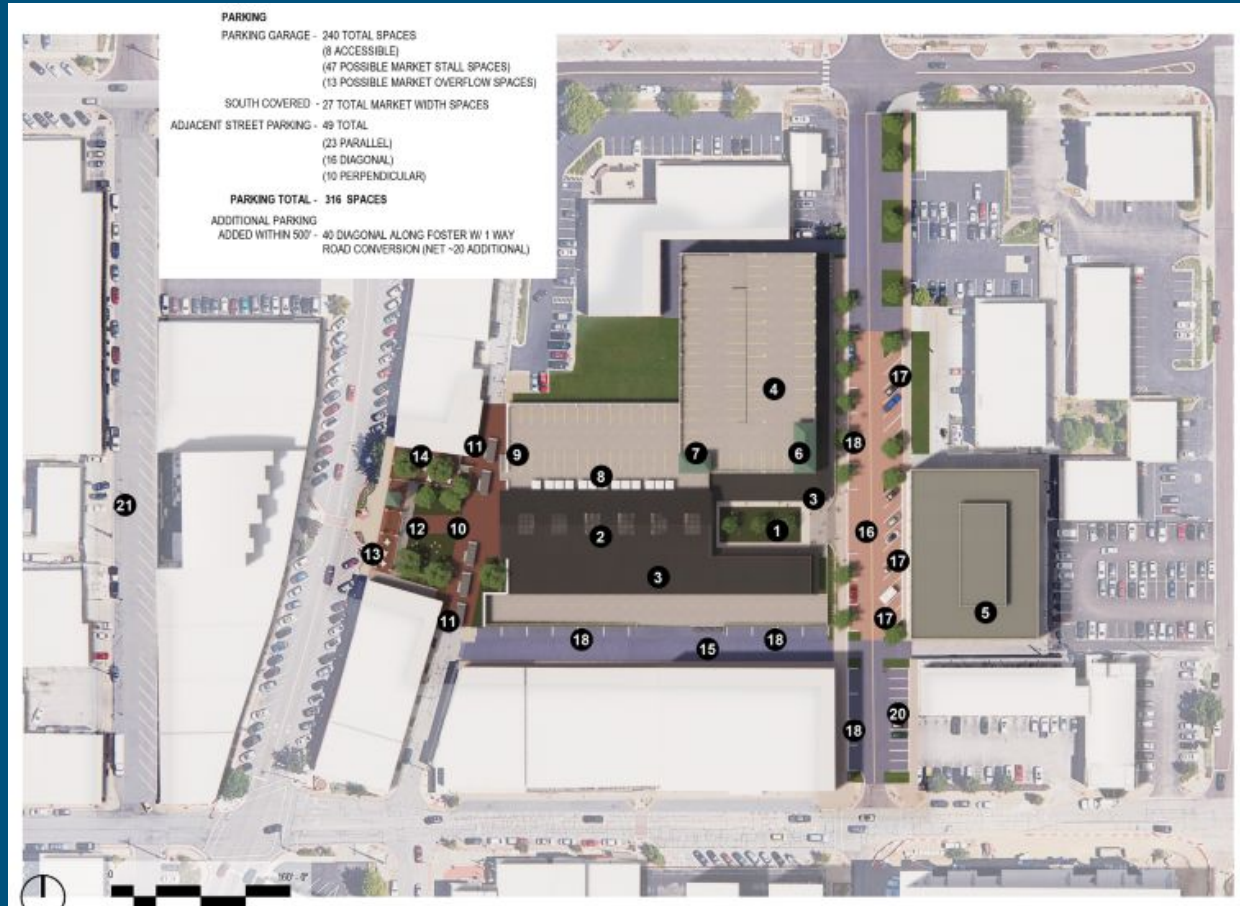 PARKING
PARKING GARAGE - 240 TOTAL SPACES
(8 ACCESSIBLE)
(47 POSSIBLE MARKET STALL SPACES)
(13 POSSIBLE MARKET OVERFLOW SPACES)
SOUTH COVERED - 27 TOTAL MARKET WIDTH SPACES
ADJACENT STREET PARKING - 49 TOTAL
(23 PARALLEL)
(16 DIAGONAL)
(10 PERPENDICULAR)
PARKING TOTAL - 316 SPACES
ADDITIONAL PARKING
ADDED WITHIN 500' - 40 DIAGONAL ALONG FOSTER W/ 1 WAY
ROAD CONVERSION (NET ~20 ADDITIONAL)
4
17
14
11
9
7
6
18
8
3
21
12
10
2
1
16
13
3
17
11
5
17
18
15
18
18
20
0
160' - 0"